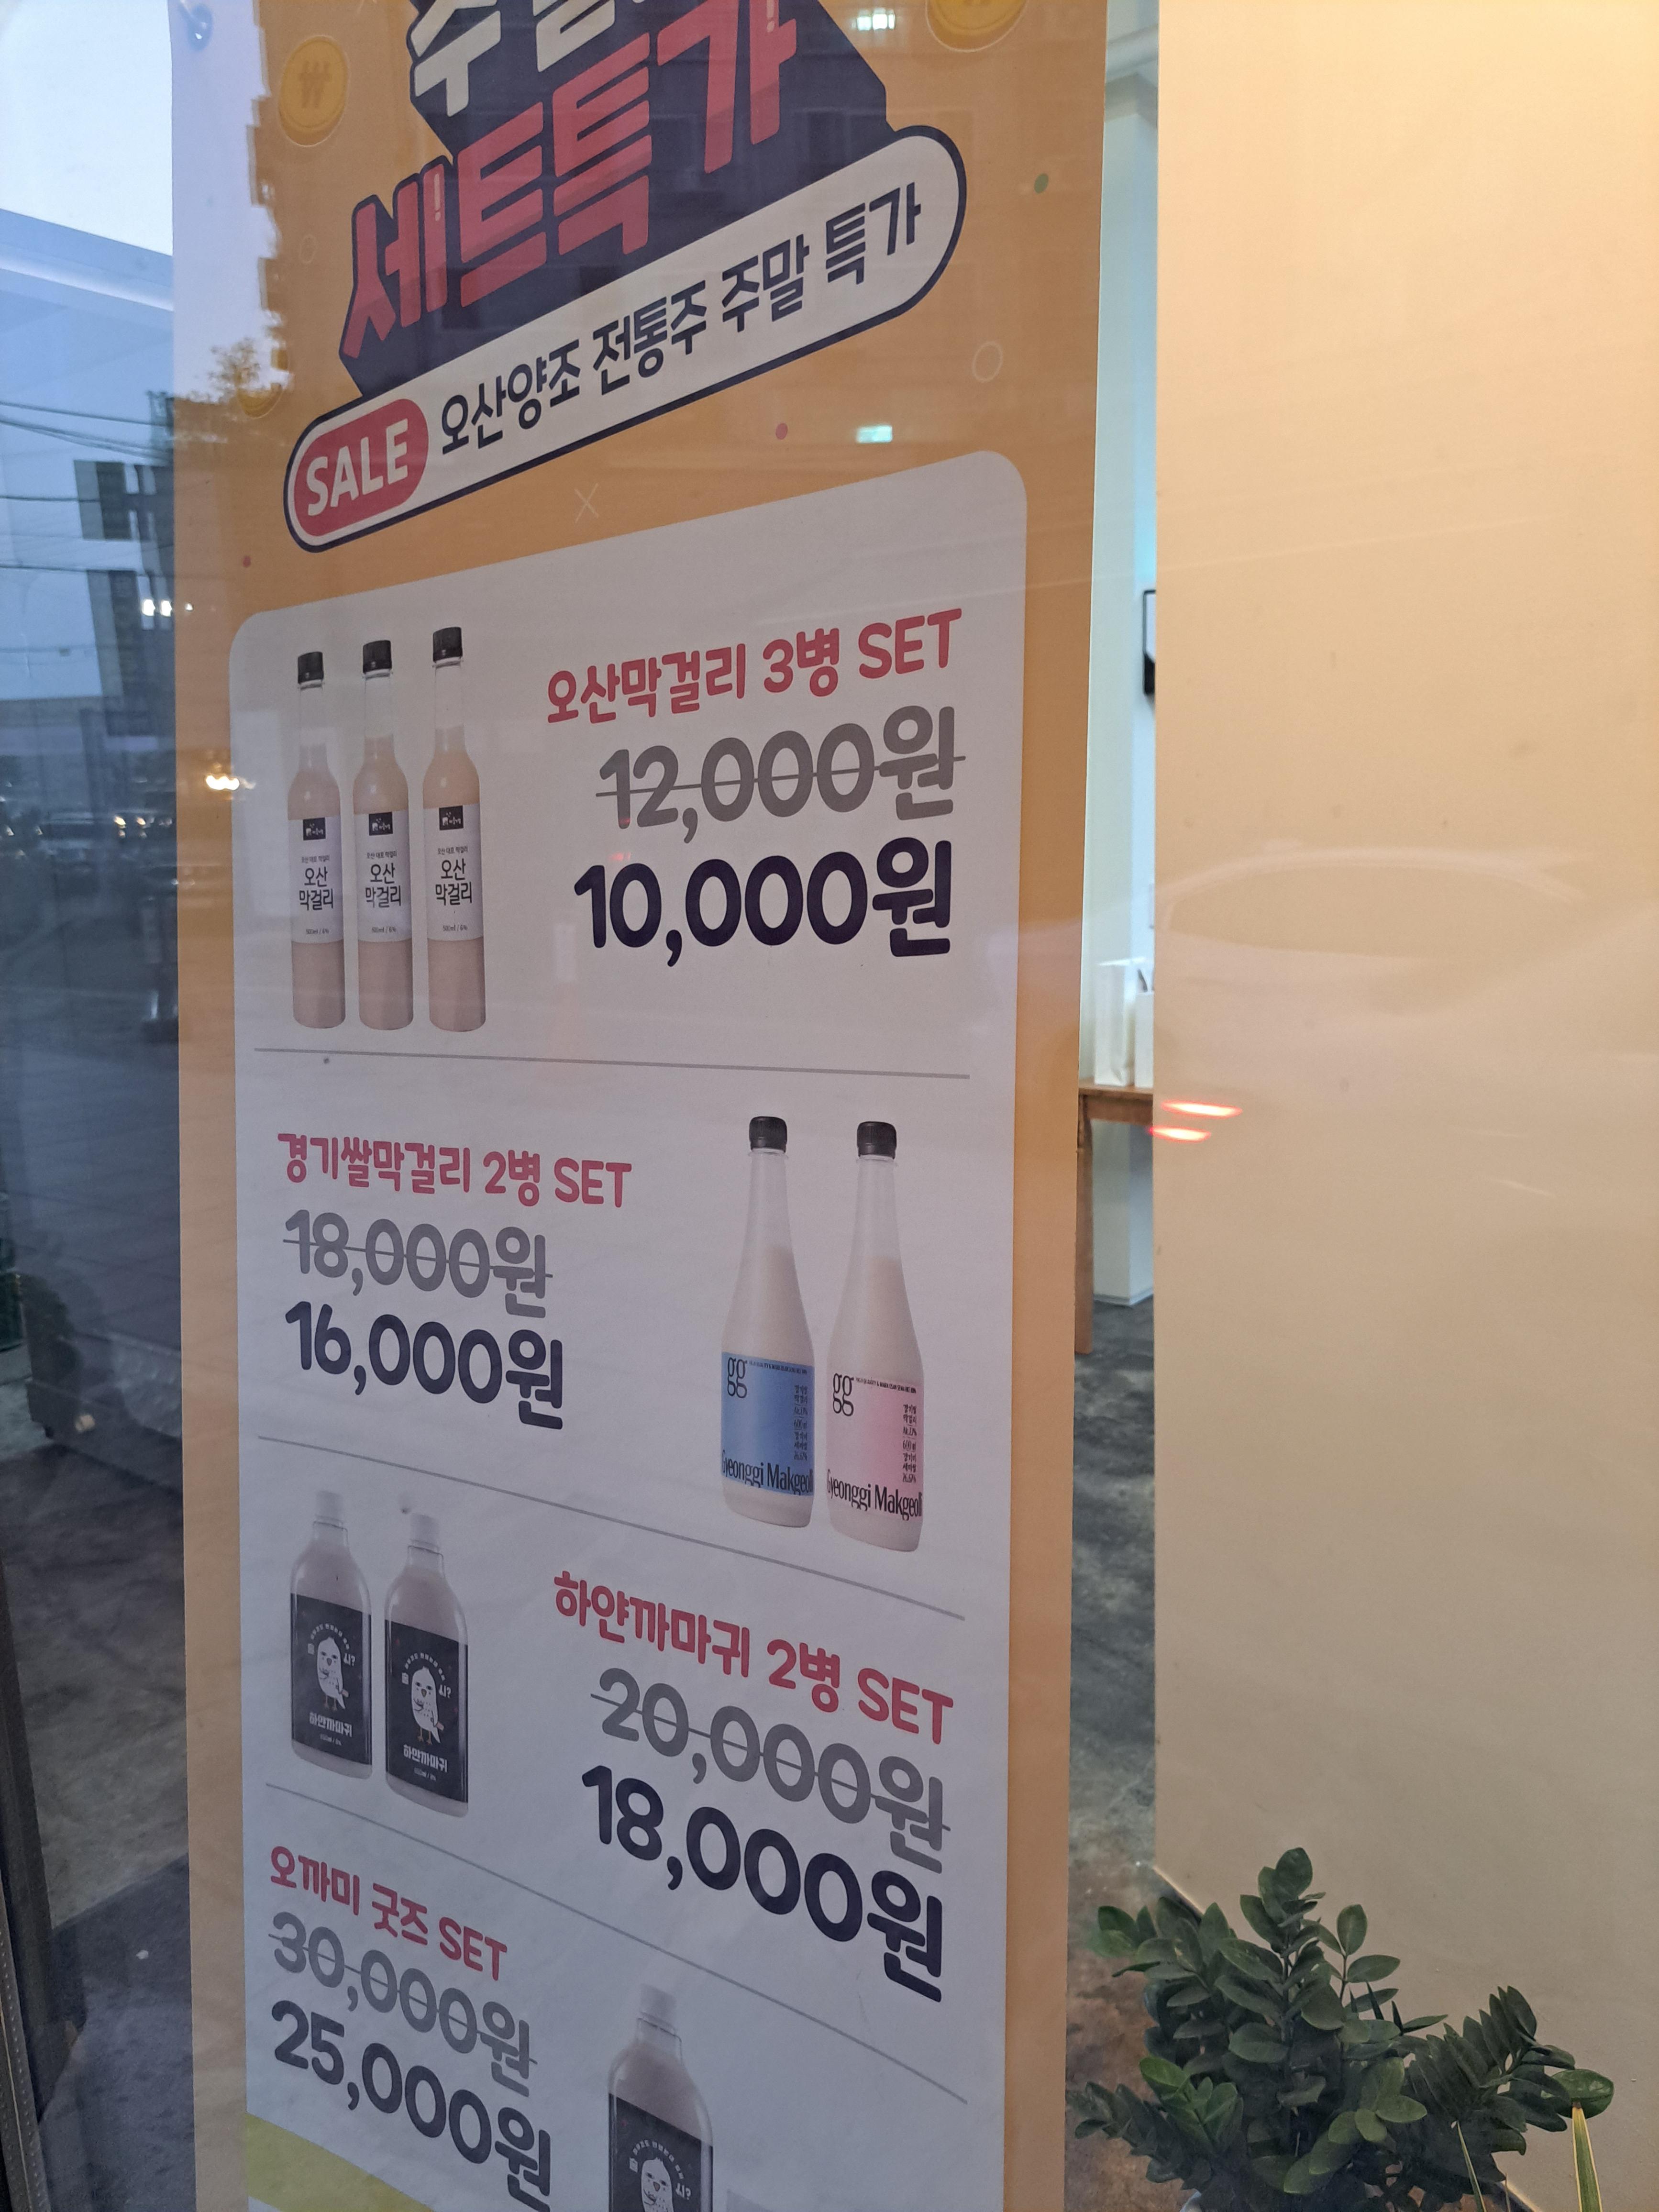 세트특가
SALE 오산양조 전통주 주말 특가
오산막걸리 3병 SET
12,000원
10,000원
오산
막걸리
오산
막걸리
오산
막걸리
경기쌀막걸리 2병 SET
18,000원
16,000원
gg
Gyeonggi Makgeolli
gg
Gyeonggi Makgeolli
하얀까마귀 2병 SET
20,000원
18,000원
하얀까마귀
하얀까마귀
오까미 굿즈 SET
30,000원
25,000원